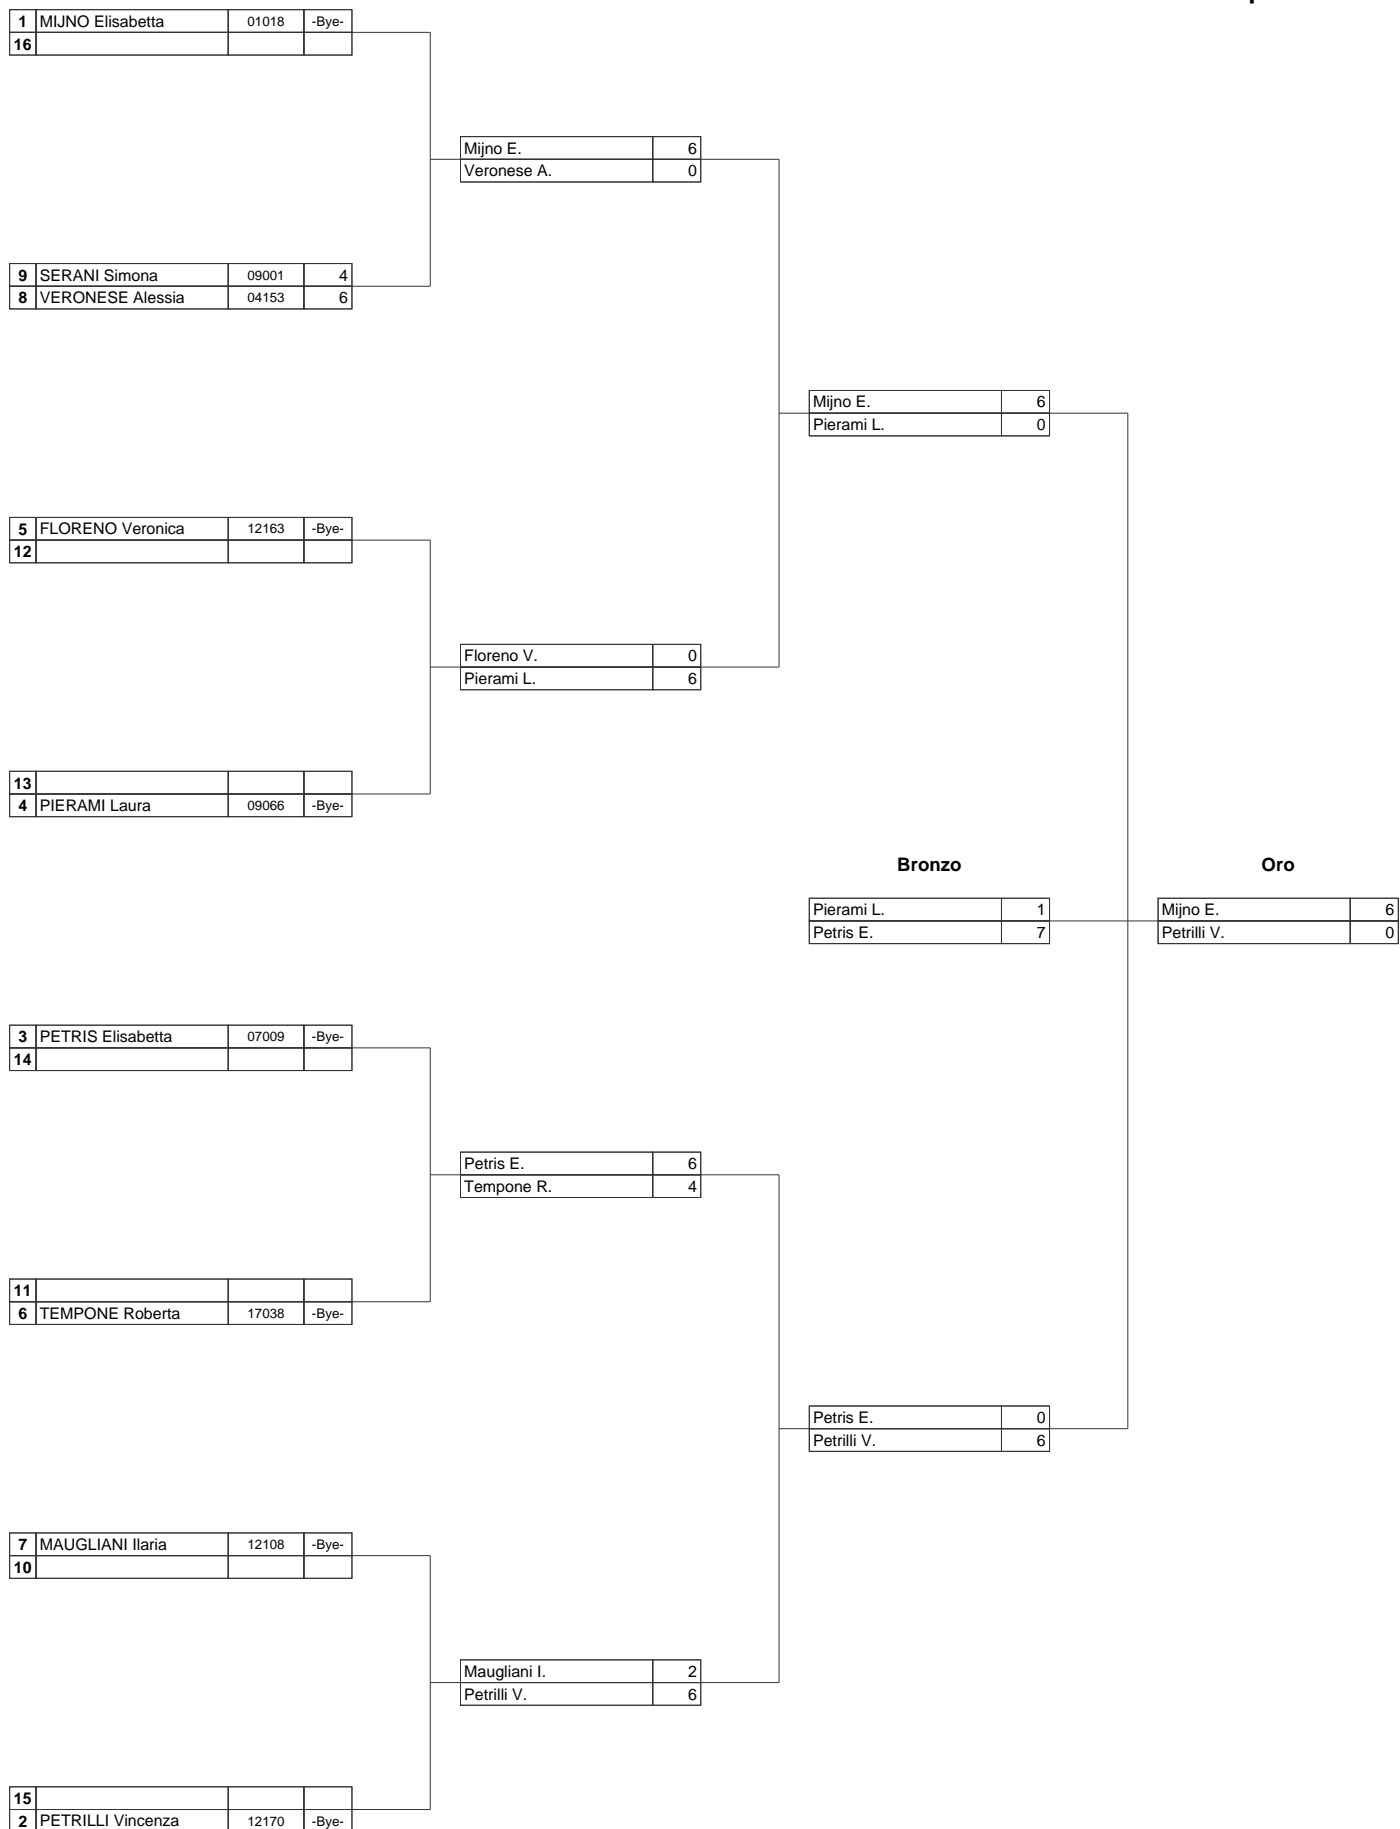 1 MIJNO Elisabetta 01018 -Bye-
16
Mijno E. 6
Veronese A. 0
9 SERANI Simona 09001 4
8 VERONESE Alessia 04153 6
Mijno E. 6
Pierami L. 0
5 FLORENO Veronica 12163 -Bye-
12
Floreno V. 0
Pierami L. 6
13
4 PIERAMI Laura 09066 -Bye-
Bronzo Oro
Pierami L. 1 Mijno E. 6
Petris E. 7 Petrilli V. 0
3 PETRIS Elisabetta 07009 -Bye-
14
Petris E. 6
Tempone R. 4
11
6 TEMPONE Roberta 17038 -Bye-
Petris E. 0
Petrilli V. 6
7 MAUGLIANI Ilaria 12108 -Bye-
10
Maugliani I. 2
Petrilli V. 6
15
2 PETRILLI Vincenza 12170 -Bye-